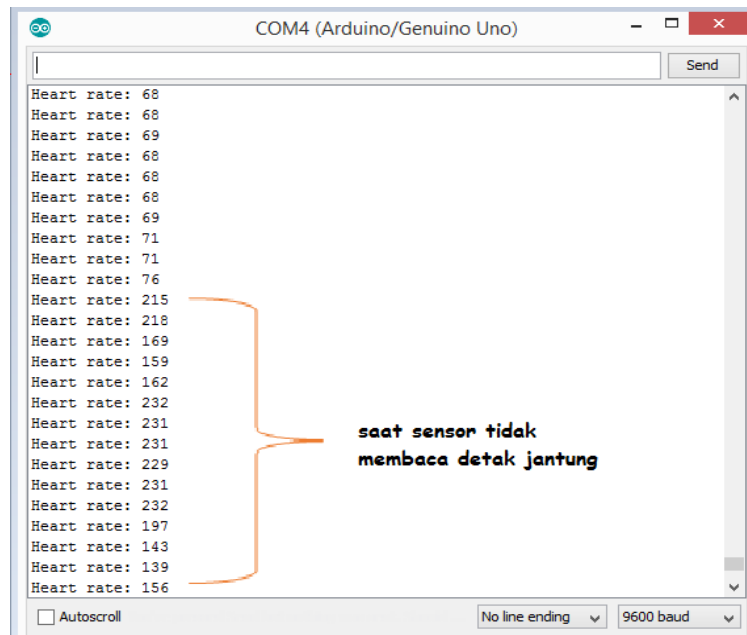 COM4 (Arduino/Genuino Uno)
Send
Heart rate: 68
Heart rate: 68
Heart rate: 69
Heart rate: 68
Heart rate: 68
Heart rate: 68
Heart rate: 69
Heart rate: 71
Heart rate: 71
Heart rate: 76
Heart rate: 215
Heart rate: 218
Heart rate: 169
Heart rate: 159
Heart rate: 162
Heart rate: 232
Heart rate: 231
Heart rate: 231
Heart rate: 229
Heart rate: 231
Heart rate: 232
Heart rate: 197
Heart rate: 143
Heart rate: 139
Heart rate: 156
saat sensor tidak
membaca detak jantung
Autoscroll
No line ending
9600 baud